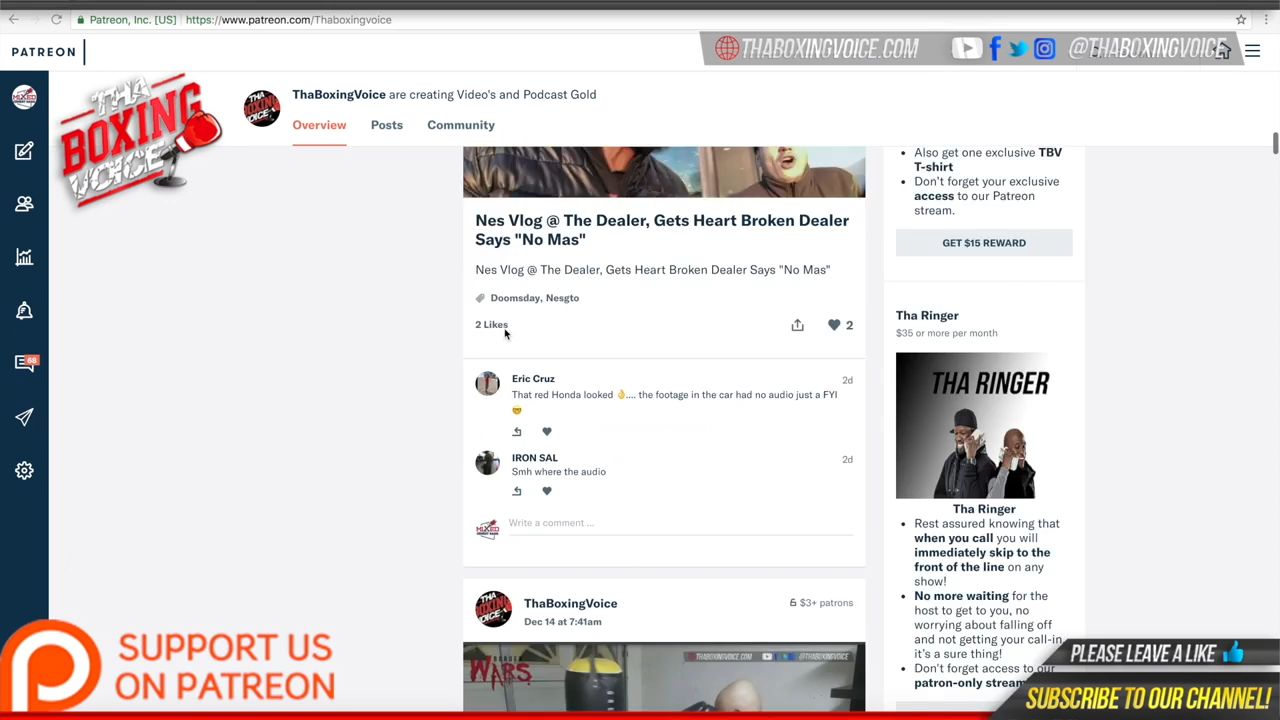 Patreon, Inc. [US]
https://www.patreon.com/Thaboxingvoice
PATREON
THABOXINGVOICE.COM
@THABOXINGVOICE
THA
BOXING
VOICE
ThaBoxingVoice are creating Video's and Podcast Gold
Overview
Posts
Community
Nes Vlog @ The Dealer, Gets Heart Broken Dealer
Says "No Mas"
Nes Vlog @ The Dealer, Gets Heart Broken Dealer Says "No Mas"
Doomsday, Nesgto
2 Likes
2
Eric Cruz
2d
That red Honda looked 👌.... the footage in the car had no audio just a FYI
🤓
IRON SAL
2d
Smh where the audio
Write a comment ...
ThaBoxingVoice
$3+ patrons
Dec 14 at 7:41am
WARS
THABOXINGVOICE.COM
@THABOXINGVOICE
• Also get one exclusive TBV
T-shirt
• Don't forget your exclusive
access to our Patreon
stream.
GET $15 REWARD
Tha Ringer
$35 or more per month
THA RINGER
Tha Ringer
• Rest assured knowing that
when you call you will
immediately skip to the
front of the line on any
show!
• No more waiting for the
host to get to you, no
worrying about falling off
and not getting your call-in,
it's a sure thing!
• Don't forget access to our
patron-only stream
68
SUPPORT US
ON PATREON
PLEASE LEAVE A LIKE
SUBSCRIBE TO OUR CHANNEL!